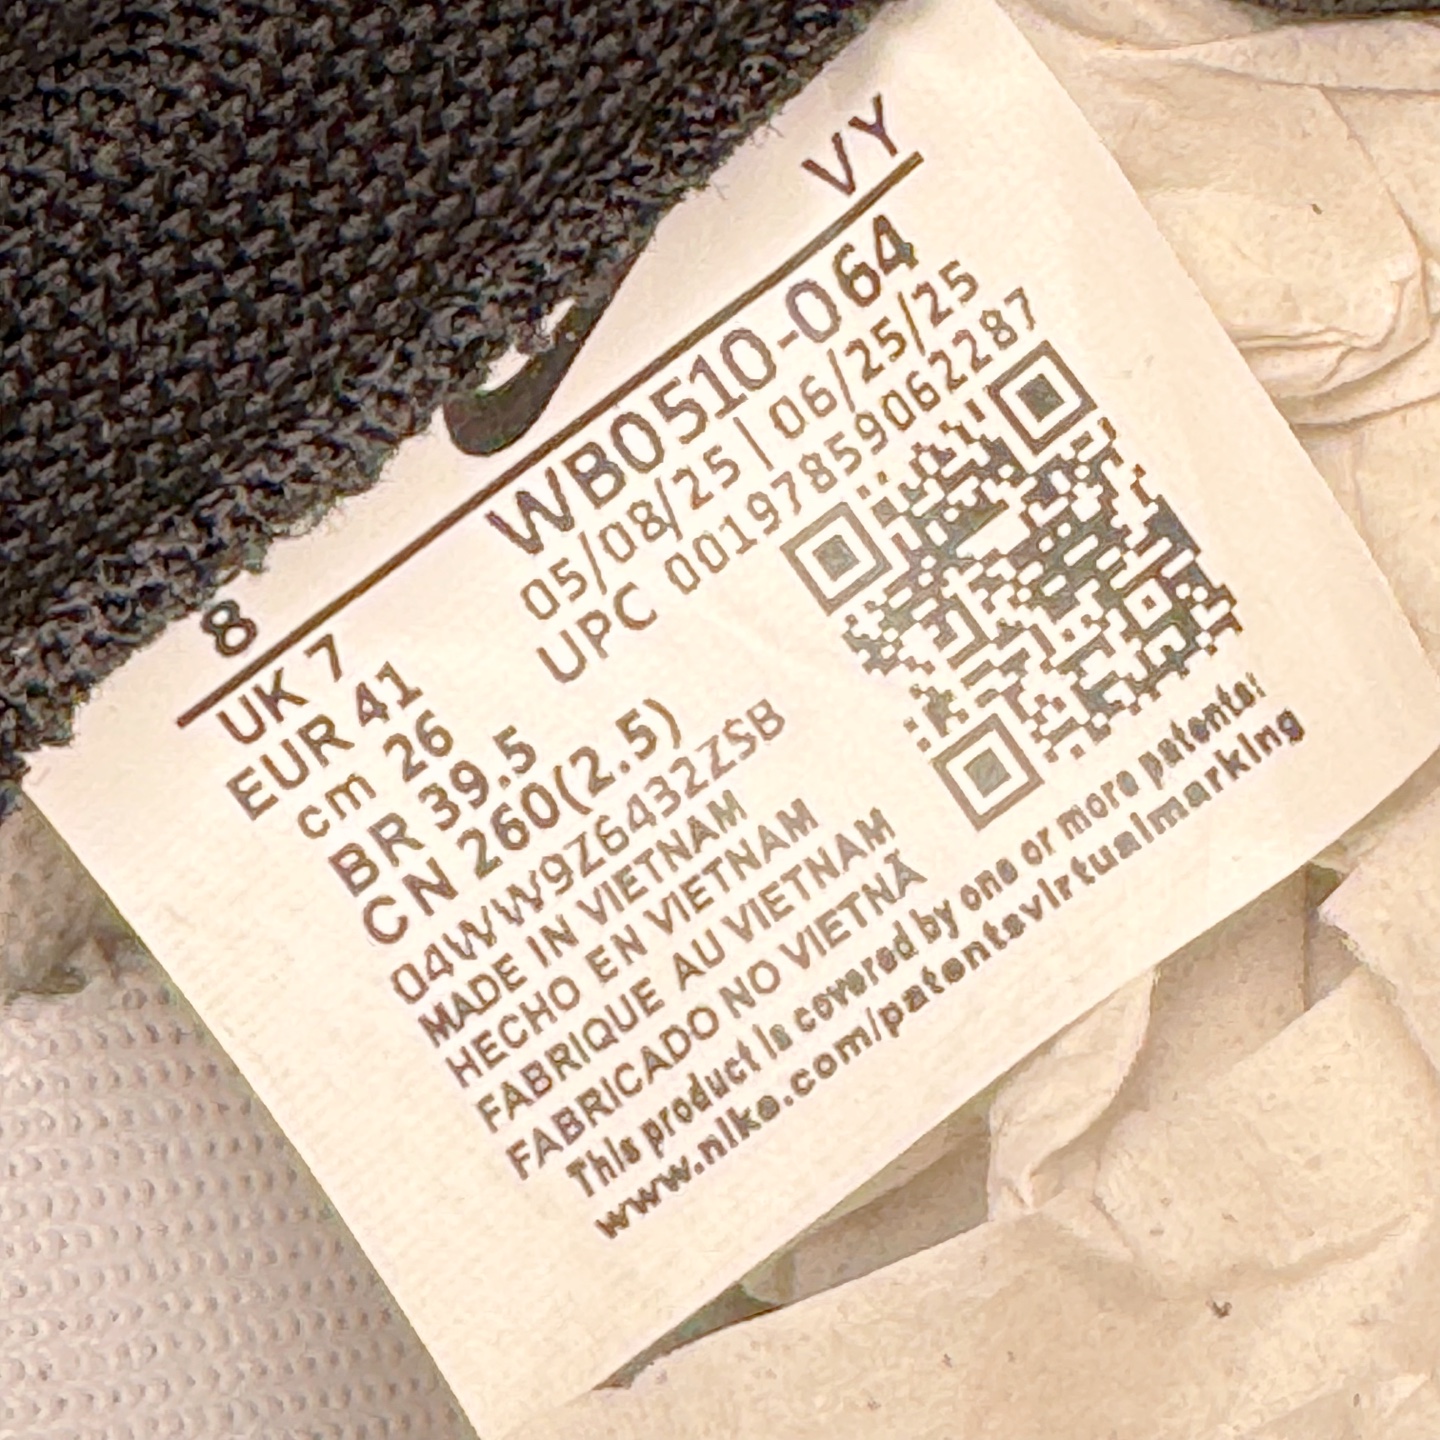 8 VY
UK 7
EUR 41
cm 26
BR 39.5
CN 260(2.5)
WB0510-064
05/08/25 | 06/25/25
UPC 00197859062287
04WW9Z6432ZSB
MADE IN VIETNAM
HECHO EN VIETNAM
FABRIQUE AU VIETNAM
FABRICADO NO VIETNÃ
This product is covered by one or more patents:
www.nike.com/patentsvirtualmarking